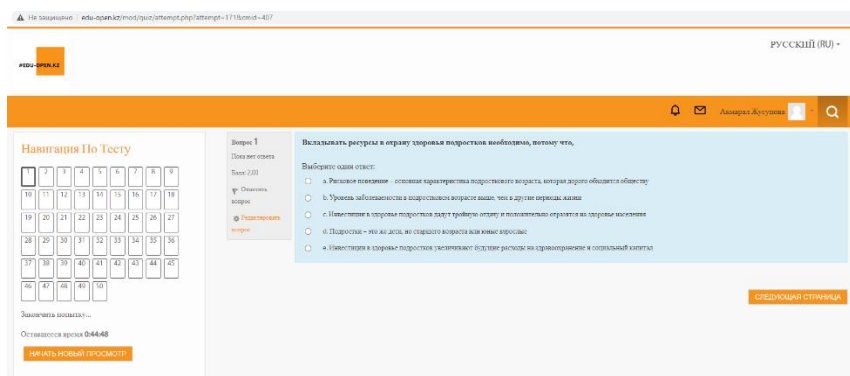 Не защищено edu-open.kz/mod/quiz/attempt.php?attempt=171&cmid=407
РУССКИЙ (RU)
#EDU-OPEN.KZ
Жусупова
Навигация По Тесту
1 2 3 4 5 6 7 8 9
10 11 12 13 14 15 16 17 18
19 20 21 22 23 24 25 26 27
28 29 30 31 32 33 34 35 36
37 38 39 40 41 42 43 44 45
46 47 48 49 50
Закончить попытку...
Оставшееся время 0:44:48
НАЧАТЬ НОВЫЙ ПРОСМОТР
Вопрос 1
Пока нет ответа
Балл: 2,00
Отметить
вопрос
Редактировать
вопрос
Вкладывать ресурсы в охрану здоровья подростков необходимо, потому что,
Выберите один ответ:
a. Рисковое поведение – основная характеристика подросткового возраста, которая дорого обходится обществу
b. Уровень заболеваемости в подростковом возрасте выше, чем в другие периоды жизни
c. Инвестиции в здоровье подростков дадут тройную отдачу и положительно отразятся на здоровье населения
d. Подростки – это же дети, но старшего возраста или юные взрослые
e. Инвестиции в здоровье подростков увеличивают будущие расходы на здравоохранение и социальный капитал
СЛЕДУЮЩАЯ СТРАНИЦА